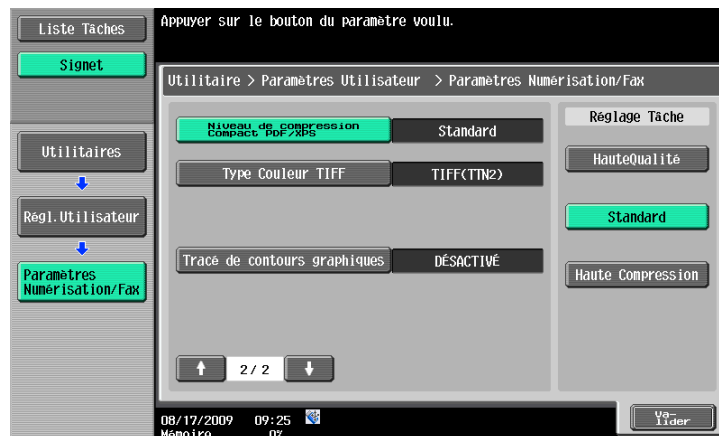 Appuyer sur le bouton du paramètre voulu.
Liste Tâches
Signet
Utilitaires
Régl.Utilisateur
Paramètres
Numérisation/Fax
Utilitaire > Paramètres Utilisateur > Paramètres Numérisation/Fax
Niveau de compression
Compact PDF/XPS
Standard
Type Couleur TIFF
TIFF(TTN2)
Tracé de contours graphiques
DÉSACTIVÉ
2/2
Réglage Tâche
HauteQualité
Standard
Haute Compression
08/17/2009 09:25
Mémoire 0%
Va-
lider